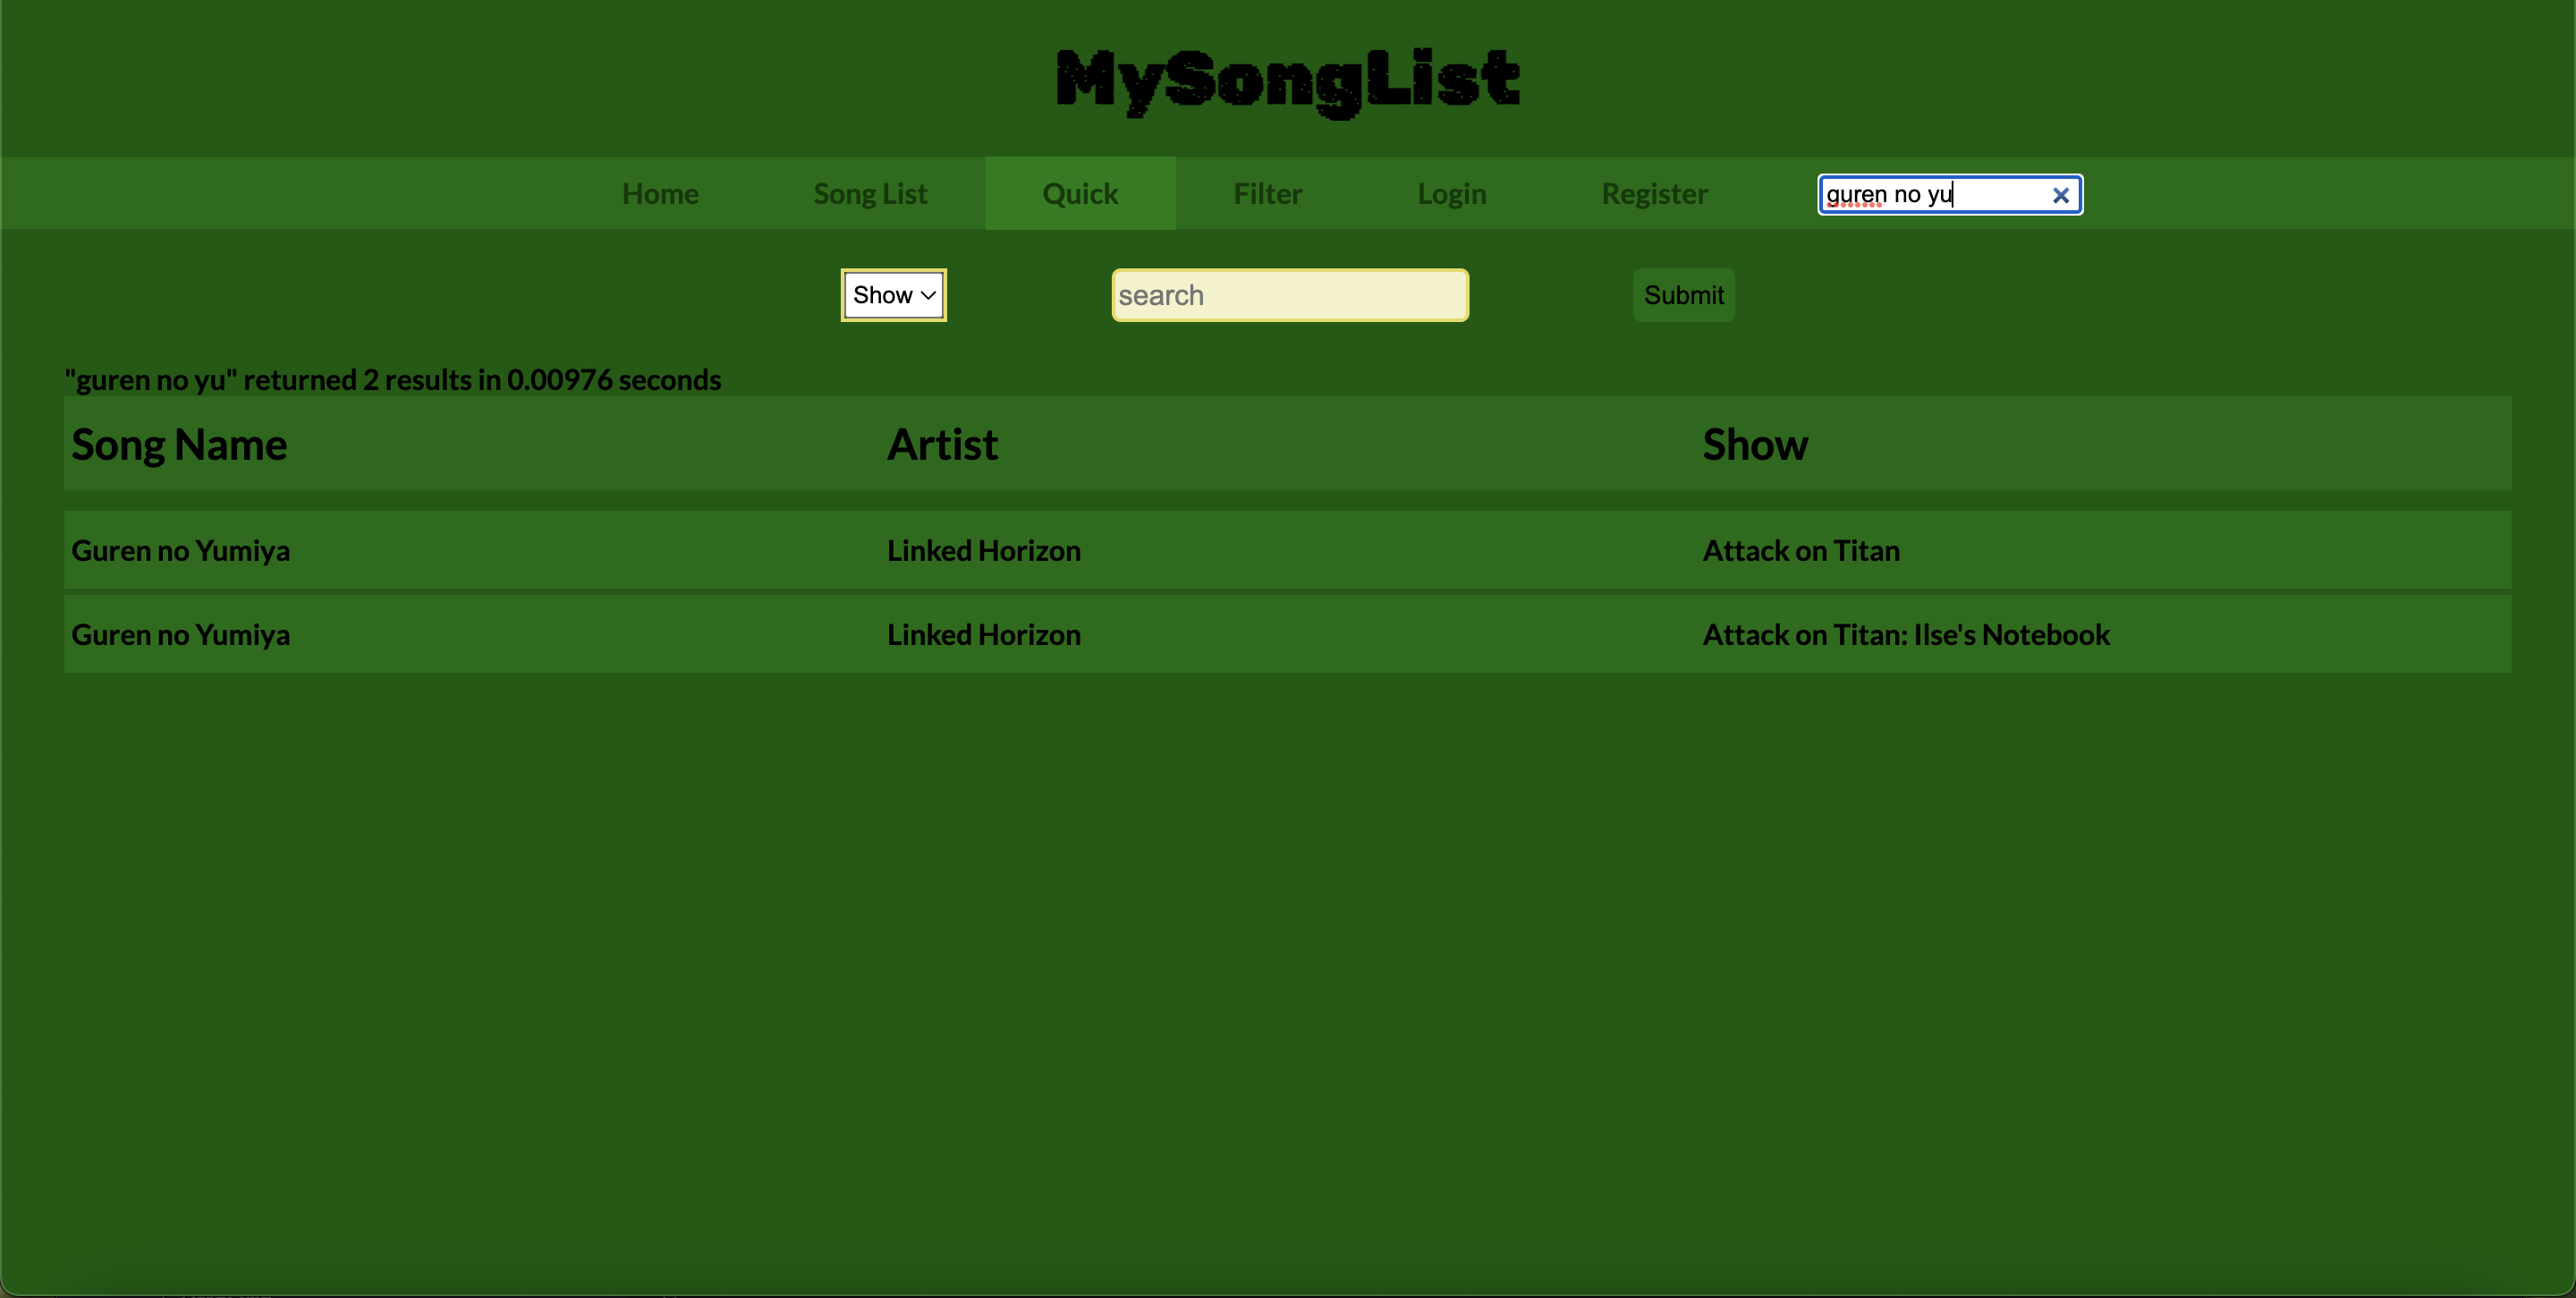 MySongList
Home Song List Quick Filter Login Register guren no yu
Show search Submit
"guren no yu" returned 2 results in 0.00976 seconds
Song Name Artist Show
Guren no Yumiya Linked Horizon Attack on Titan
Guren no Yumiya Linked Horizon Attack on Titan: Ilse's Notebook